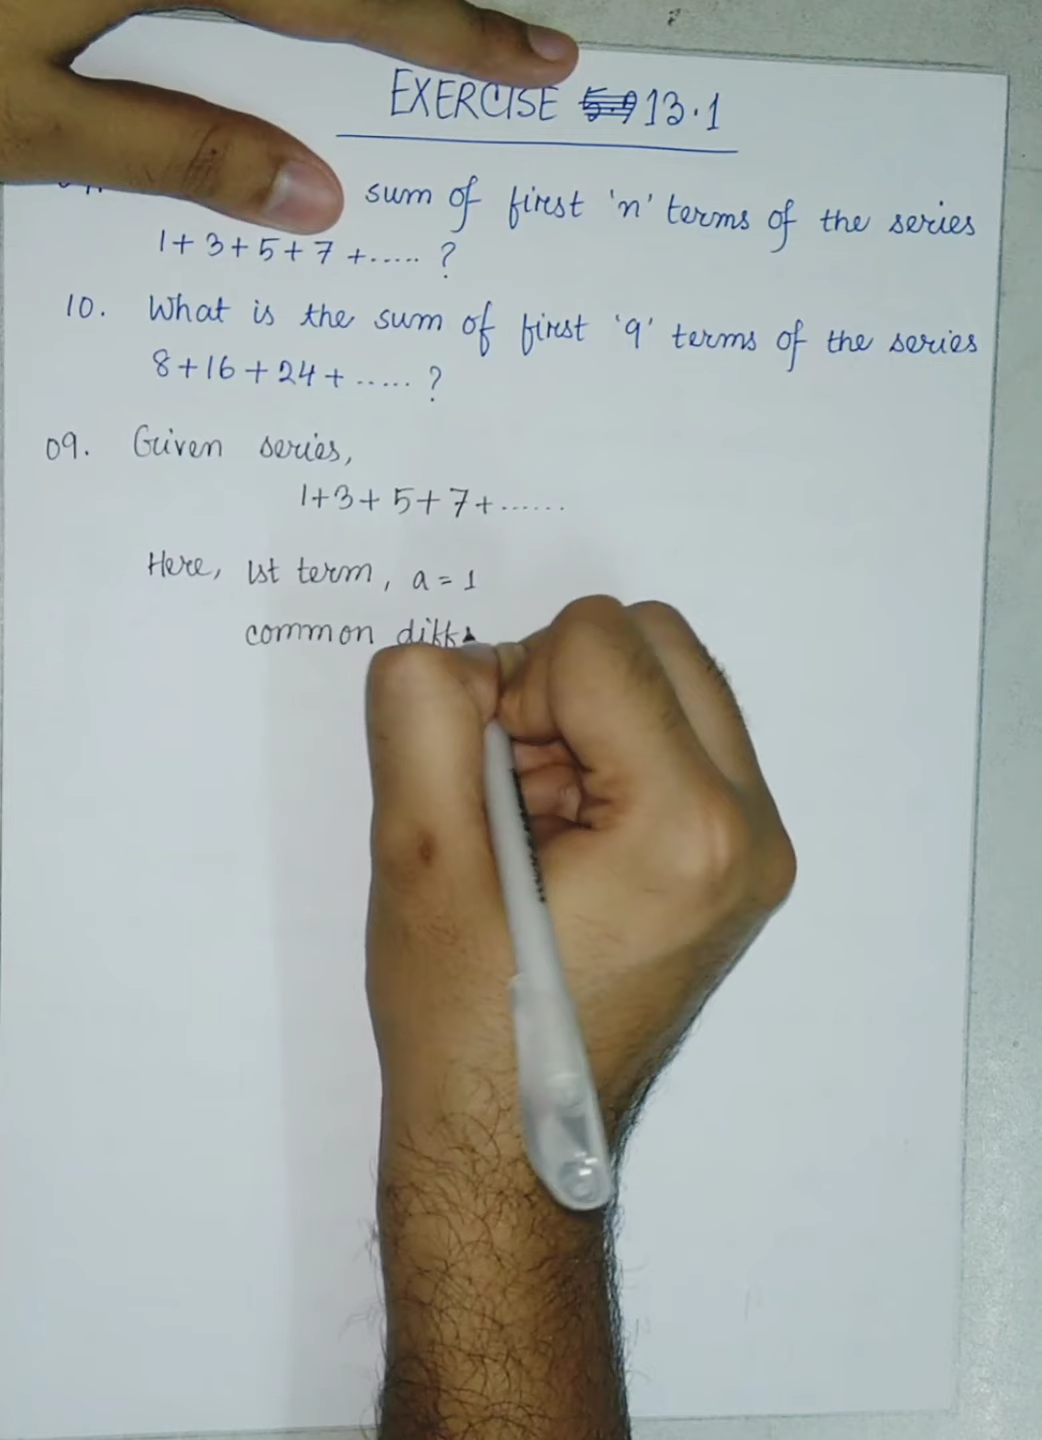 EXERCISE 13.1
sum of first 'n' terms of the series
1+3+5+7+..... ?
10. What is the sum of first '9' terms of the series
8+16+24+..... ?
09. Given series,
1+3+5+7+......
Here, 1st term, a = 1
common diff